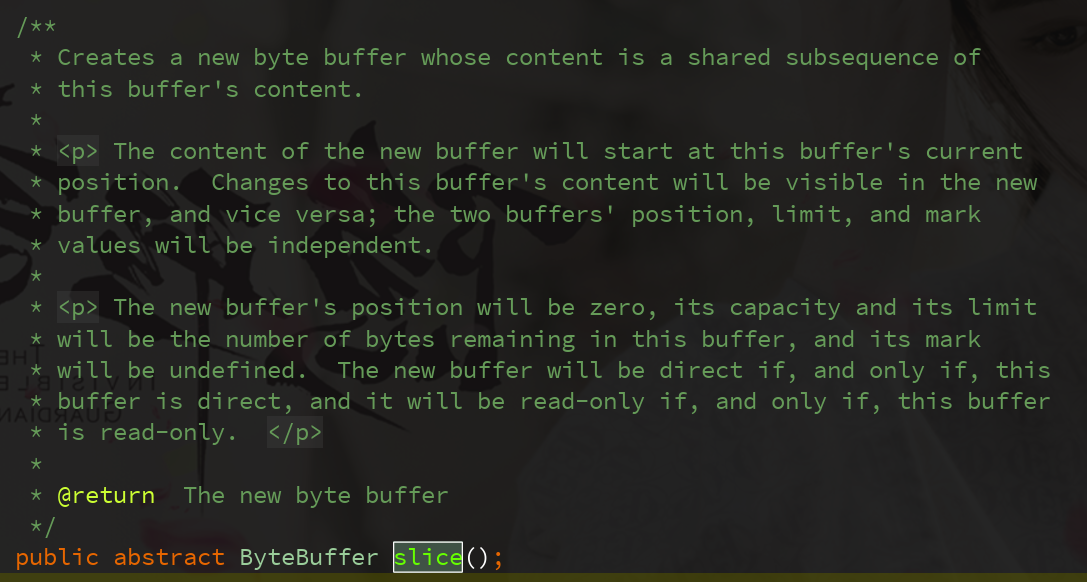 /**
 * Creates a new byte buffer whose content is a shared subsequence of
 * this buffer's content.
 *
 * <p> The content of the new buffer will start at this buffer's current
 * position.  Changes to this buffer's content will be visible in the new
 * buffer, and vice versa; the two buffers' position, limit, and mark
 * values will be independent.
 *
 * <p> The new buffer's position will be zero, its capacity and its limit
 * will be the number of bytes remaining in this buffer, and its mark
 * will be undefined.  The new buffer will be direct if, and only if, this
 * buffer is direct, and it will be read-only if, and only if, this buffer
 * is read-only.  </p>
 *
 * @return  The new byte buffer
 */
public abstract ByteBuffer slice();
THE
INVISIBLE
GUARDIAN